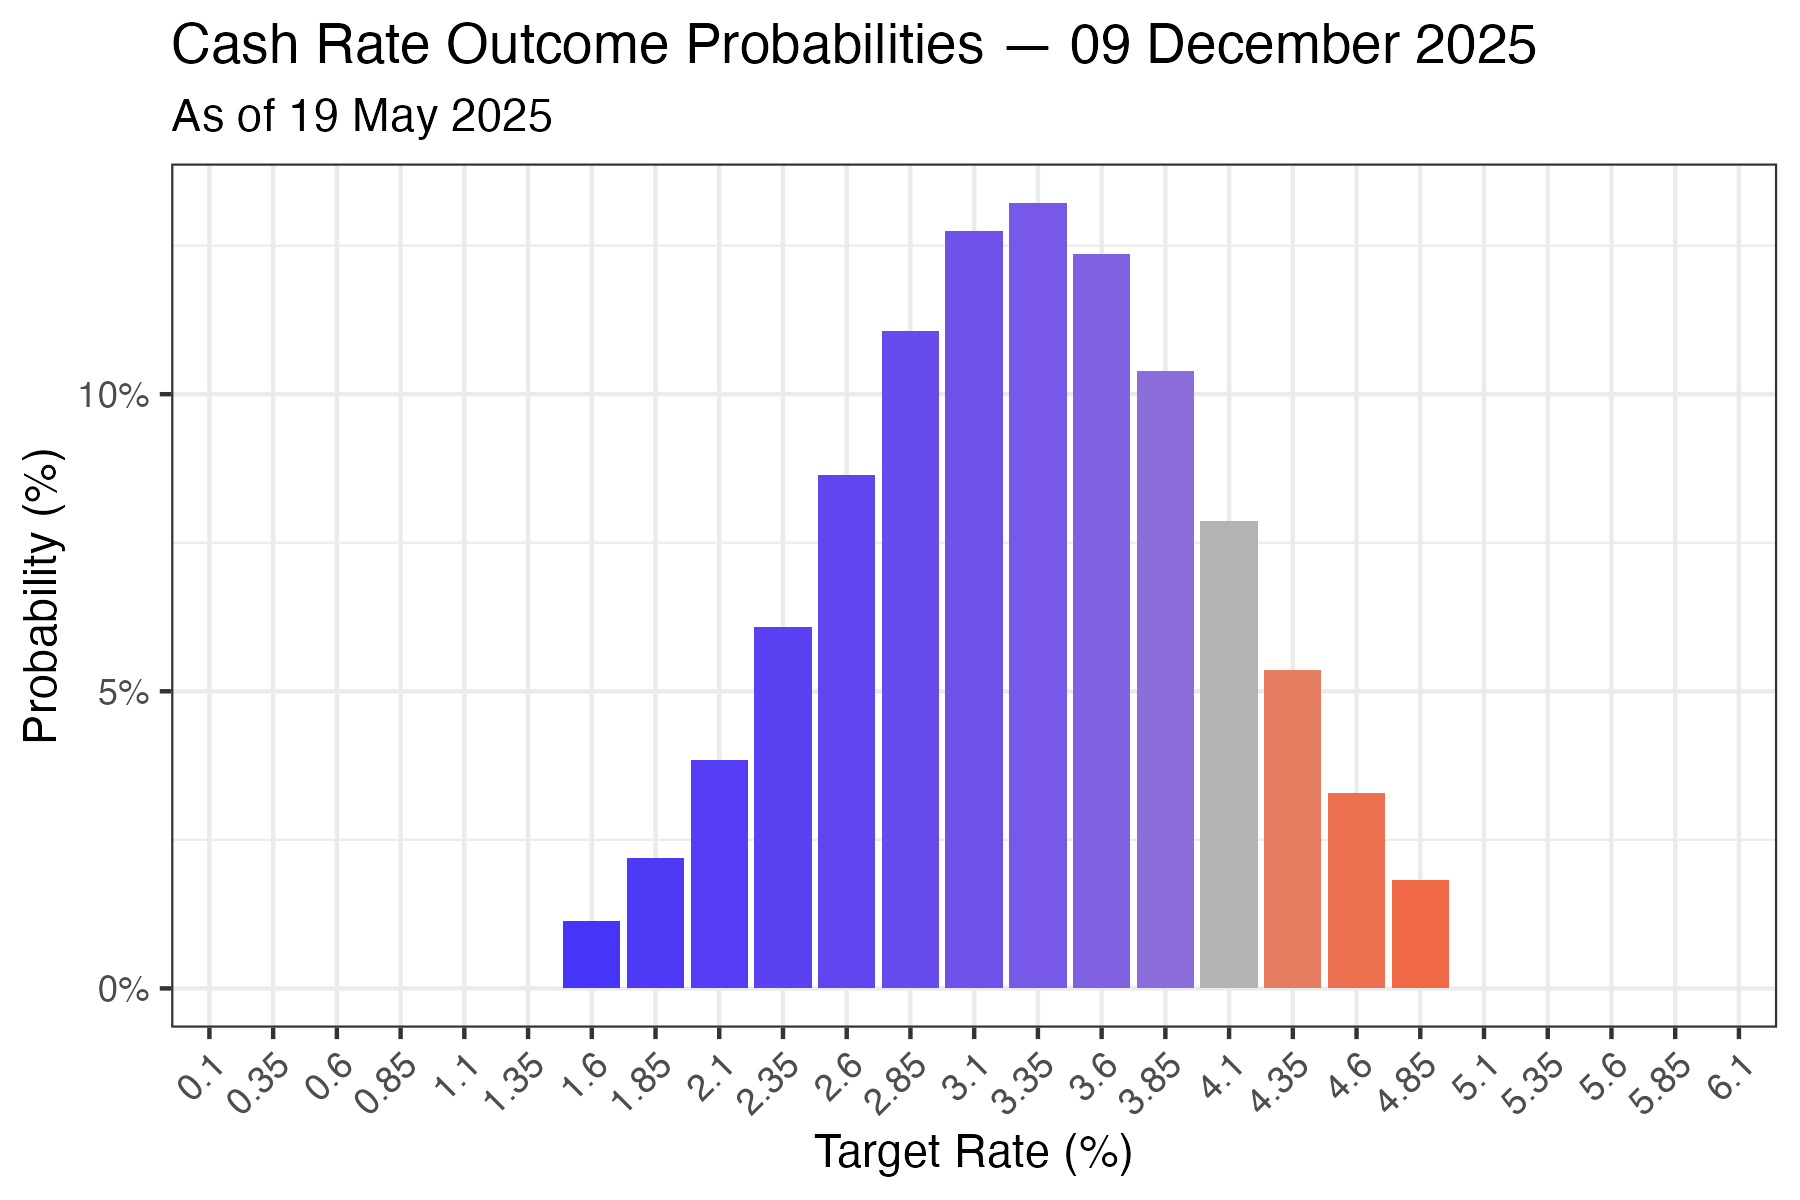 Cash Rate Outcome Probabilities — 09 December 2025
As of 19 May 2025
Probability (%)
10%
5%
0%
0.1 0.35 0.6 0.85 1.1 1.35 1.6 1.85 2.1 2.35 2.6 2.85 3.1 3.35 3.6 3.85 4.1 4.35 4.6 4.85 5.1 5.35 5.6 5.85 6.1
Target Rate (%)